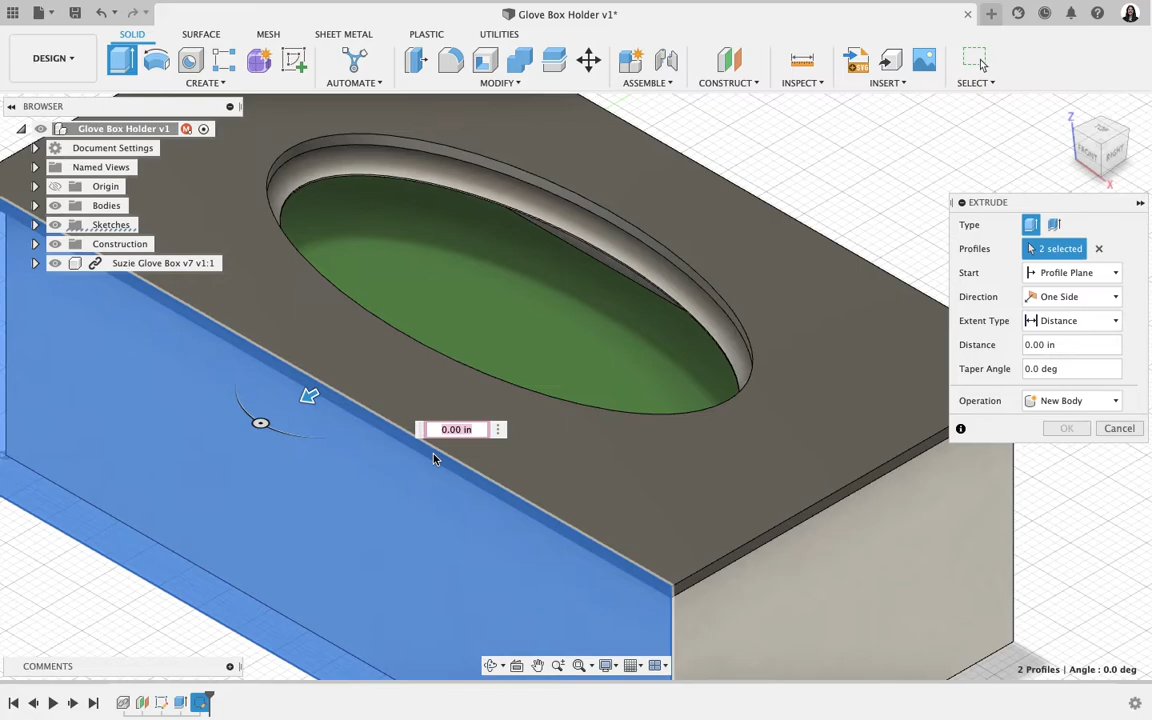 Glove Box Holder v1*
DESIGN
SOLID
SURFACE
MESH
SHEET METAL
PLASTIC
UTILITIES
CREATE
AUTOMATE
MODIFY
ASSEMBLE
CONSTRUCT
INSPECT
INSERT
SELECT
BROWSER
Glove Box Holder v1
Document Settings
Named Views
Origin
Bodies
Sketches
Construction
Suzie Glove Box v7 v1:1
Z
TOP
FRONT
RIGHT
X
EXTRUDE
Type
Profiles
2 selected
Start
Profile Plane
Direction
One Side
Extent Type
Distance
Distance
0.00 in
Taper Angle
0.0 deg
Operation
New Body
OK
Cancel
0.00 in
COMMENTS
2 Profiles | Angle : 0.0 deg